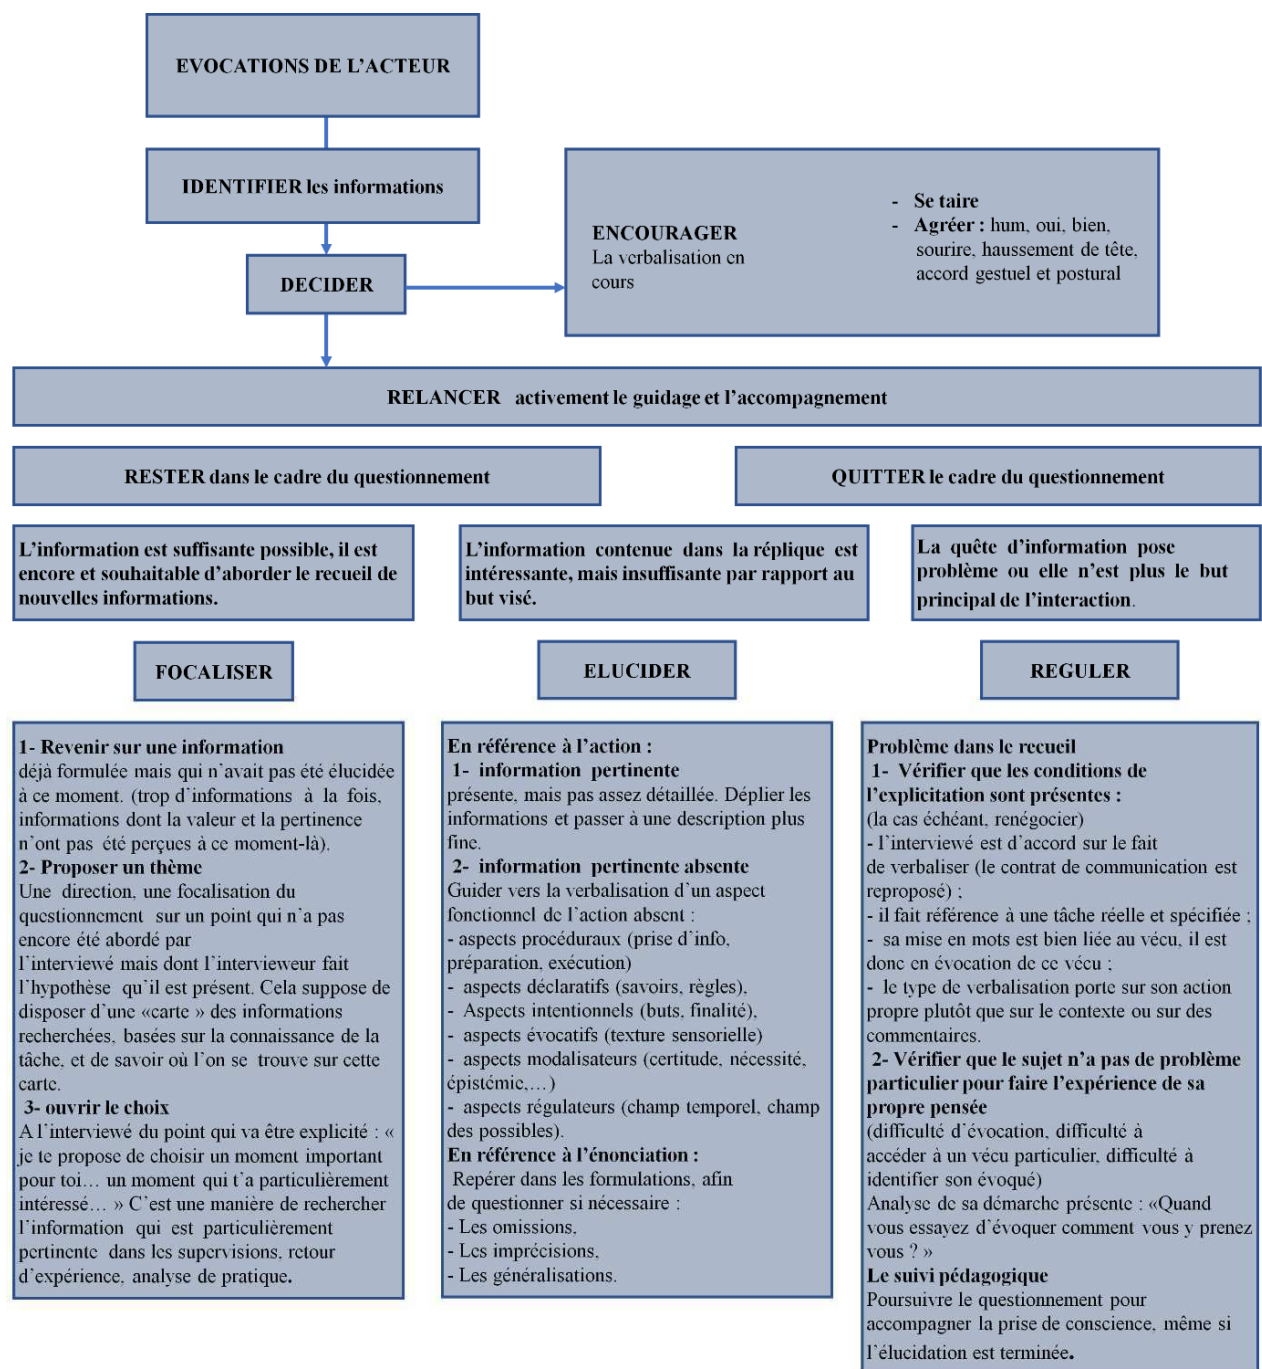 EVOCATIONS DE L'ACTEUR
IDENTIFIER les informations
DECIDER
ENCOURAGER
La verbalisation en
cours
- Se taire
- Agréer : hum, oui, bien,
sourire, haussement de tête,
accord gestuel et postural
RELANCER activement le guidage et l'accompagnement
RESTER dans le cadre du questionnement
QUITTER le cadre du questionnement
L'information est suffisante possible, il est
encore et souhaitable d'aborder le recueil de
nouvelles informations.
L'information contenue dans la réplique est
intéressante, mais insuffisante par rapport au
but visé.
La quête d'information pose
problème ou elle n'est plus le but
principal de l'interaction.
FOCALISER
ELUCIDER
REGULER
1- Revenir sur une information
déjà formulée mais qui n'avait pas été élucidée
à ce moment. (trop d'informations à la fois,
informations dont la valeur et la pertinence
n'ont pas été perçues à ce moment-là).
2- Proposer un thème
Une direction, une focalisation du
questionnement sur un point qui n'a pas
encore été abordé par
l'interviewé mais dont l'intervieweur fait
l'hypothèse qu'il est présent. Cela suppose de
disposer d'une «carte » des informations
recherchées, basées sur la connaissance de la
tâche, et de savoir où l'on se trouve sur cette
carte.
3- ouvrir le choix
A l'interviewé du point qui va être explicité : «
je te propose de choisir un moment important
pour toi... un moment qui t'a particulièrement
intéressé... » C'est une manière de rechercher
l'information qui est particulièrement
pertinente dans les supervisions, retour
d'expérience, analyse de pratique.
En référence à l'action :
1- information pertinente
présente, mais pas assez détaillée. Déplier les
informations et passer à une description plus
fine.
2- information pertinente absente
Guider vers la verbalisation d'un aspect
fonctionnel de l'action absent :
- aspects procéduraux (prise d'info,
préparation, exécution)
- aspects déclaratifs (savoirs, règles),
- Aspects intentionnels (buts, finalité),
- aspects évocatifs (texture sensorielle)
- aspects modalisateurs (certitude, nécessité,
épistémic,...)
- aspects régulateurs (champ temporel, champ
des possibles).
En référence à l'énonciation :
Repérer dans les formulations, afin
de questionner si nécessaire :
- Les omissions,
- Les imprécisions,
- Les généralisations.
Problème dans le recueil
1- Vérifier que les conditions de
l'explicitation sont présentes :
(la cas échéant, renégocier)
- l'interviewé est d'accord sur le fait
de verbaliser (le contrat de communication est
reproposé) ;
- il fait référence à une tâche réelle et spécifiée ;
- sa mise en mots est bien liée au vécu, il est
donc en évocation de ce vécu ;
- le type de verbalisation porte sur son action
propre plutôt que sur le contexte ou sur des
commentaires.
2- Vérifier que le sujet n'a pas de problème
particulier pour faire l'expérience de sa
propre pensée
(difficulté d'évocation, difficulté à
accéder à un vécu particulier, difficulté à
identifier son évoqué)
Analyse de sa démarche présente : «Quand
vous essayez d'évoquer comment vous y prenez
vous ? »
Le suivi pédagogique
Poursuivre le questionnement pour
accompagner la prise de conscience, même si
l'élucidation est terminée.